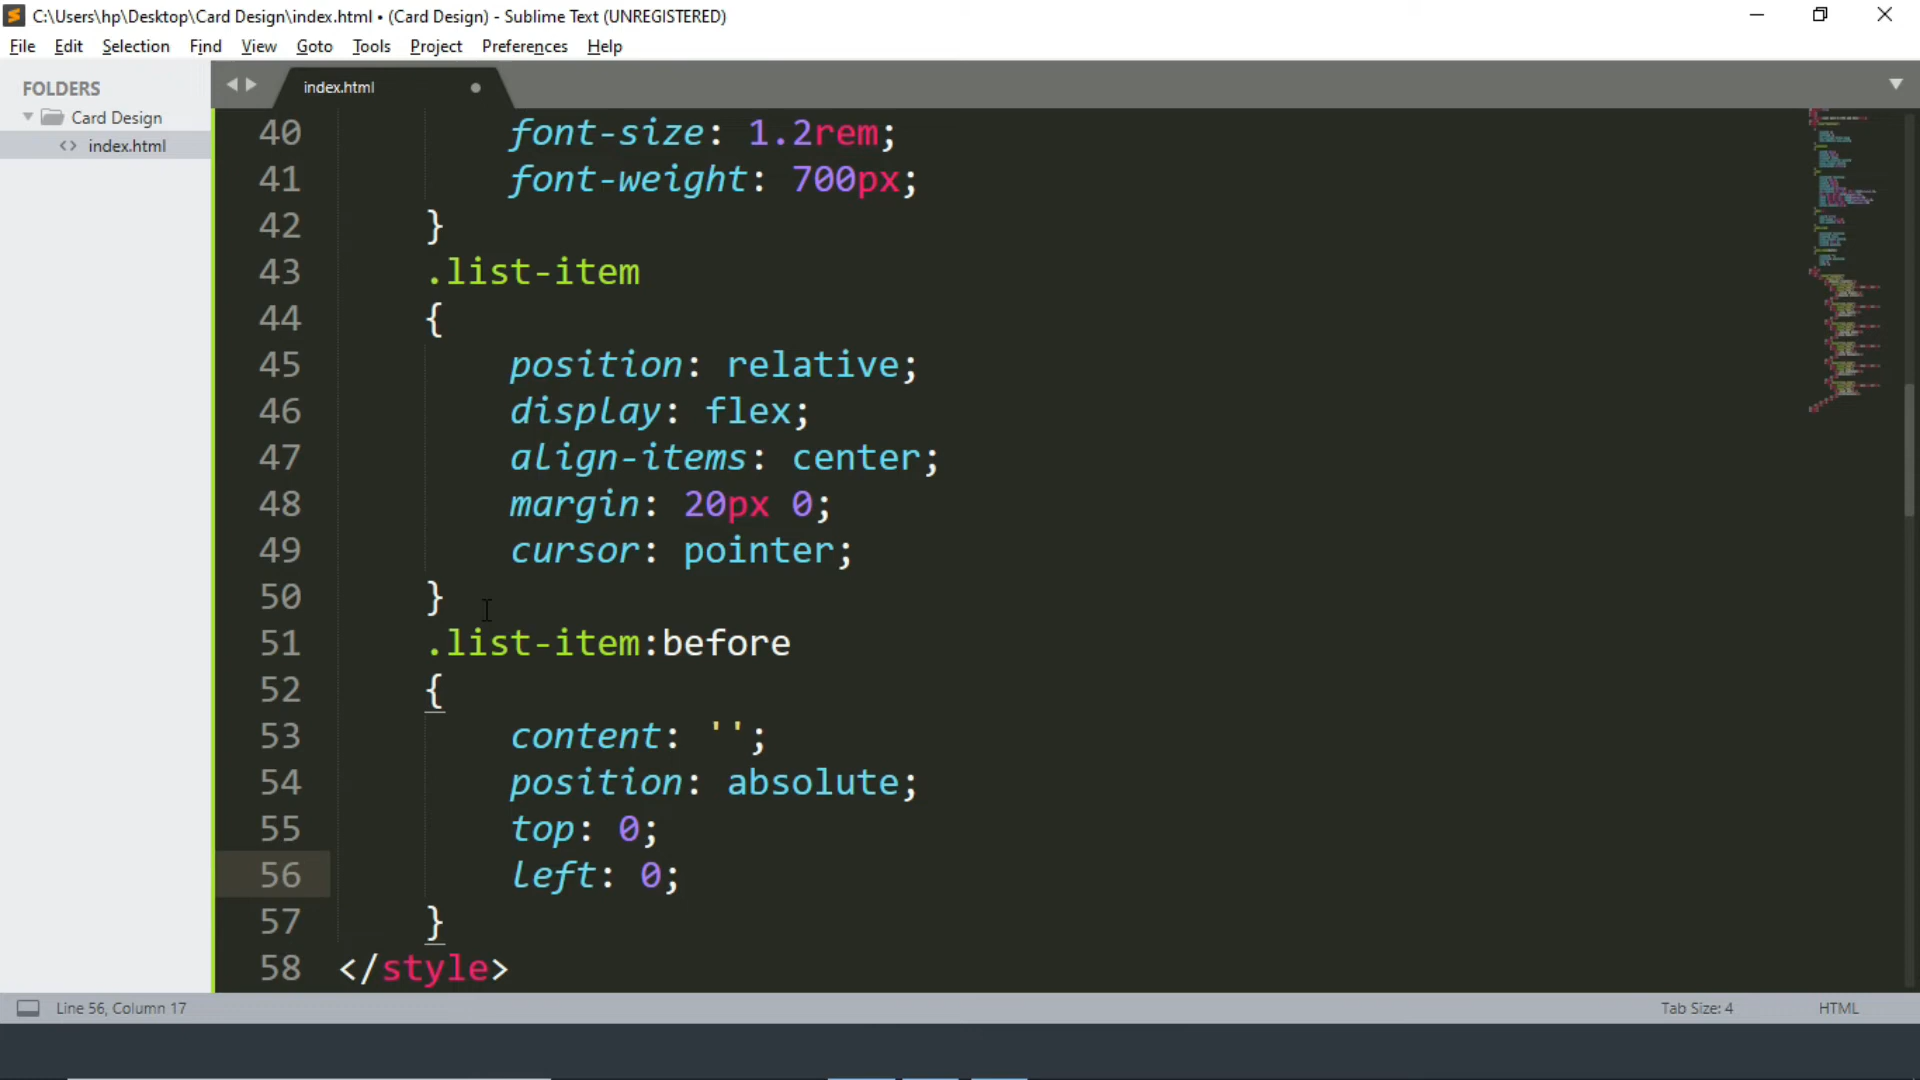 C:\Users\hp\Desktop\Card Design\index.html • (Card Design) - Sublime Text (UNREGISTERED)
File Edit Selection Find View Goto Tools Project Preferences Help
FOLDERS
Card Design
<> index.html
index.html
40 font-size: 1.2rem;
41 font-weight: 700px;
42 }
43 .list-item
44 {
45 position: relative;
46 display: flex;
47 align-items: center;
48 margin: 20px 0;
49 cursor: pointer;
50 }
51 .list-item:before
52 {
53 content: '';
54 position: absolute;
55 top: 0;
56 left: 0;
57 }
58 </style>
Line 56, Column 17 Tab Size: 4 HTML